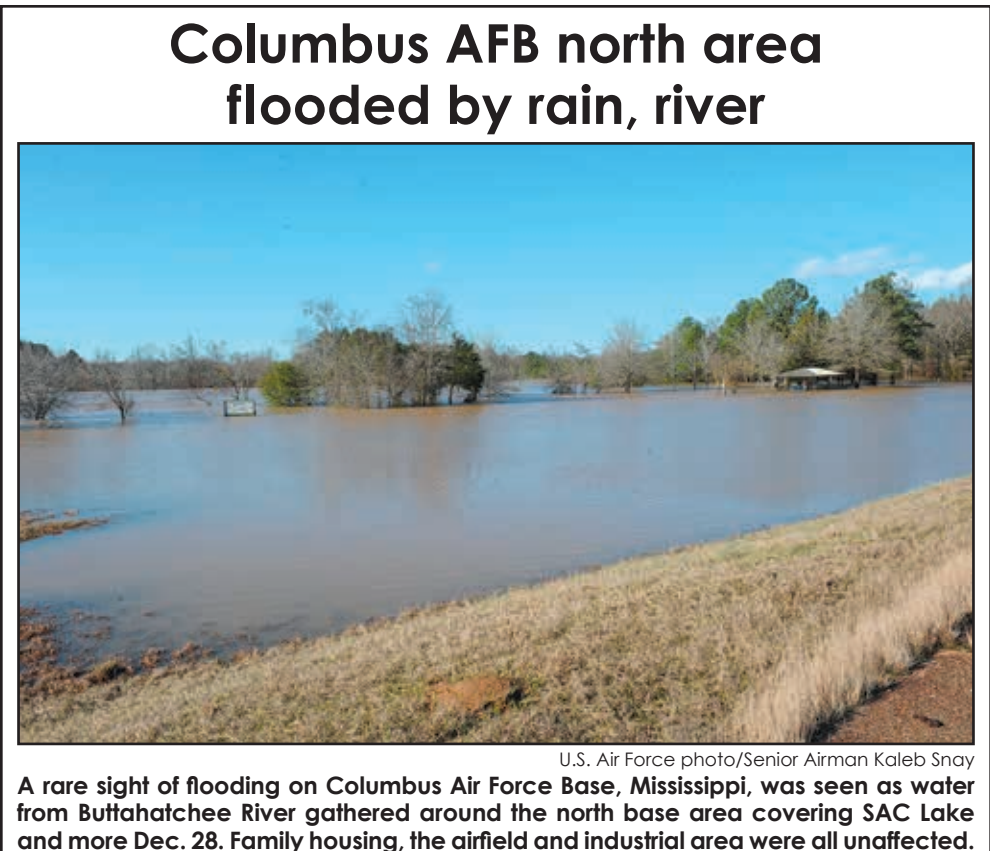 Columbus AFB north area
flooded by rain, river
U.S. Air Force photo/Senior Airman Kaleb Snay
A rare sight of flooding on Columbus Air Force Base, Mississippi, was seen as water
from Buttahatchee River gathered around the north base area covering SAC Lake
and more Dec. 28. Family housing, the airfield and industrial area were all unaffected.